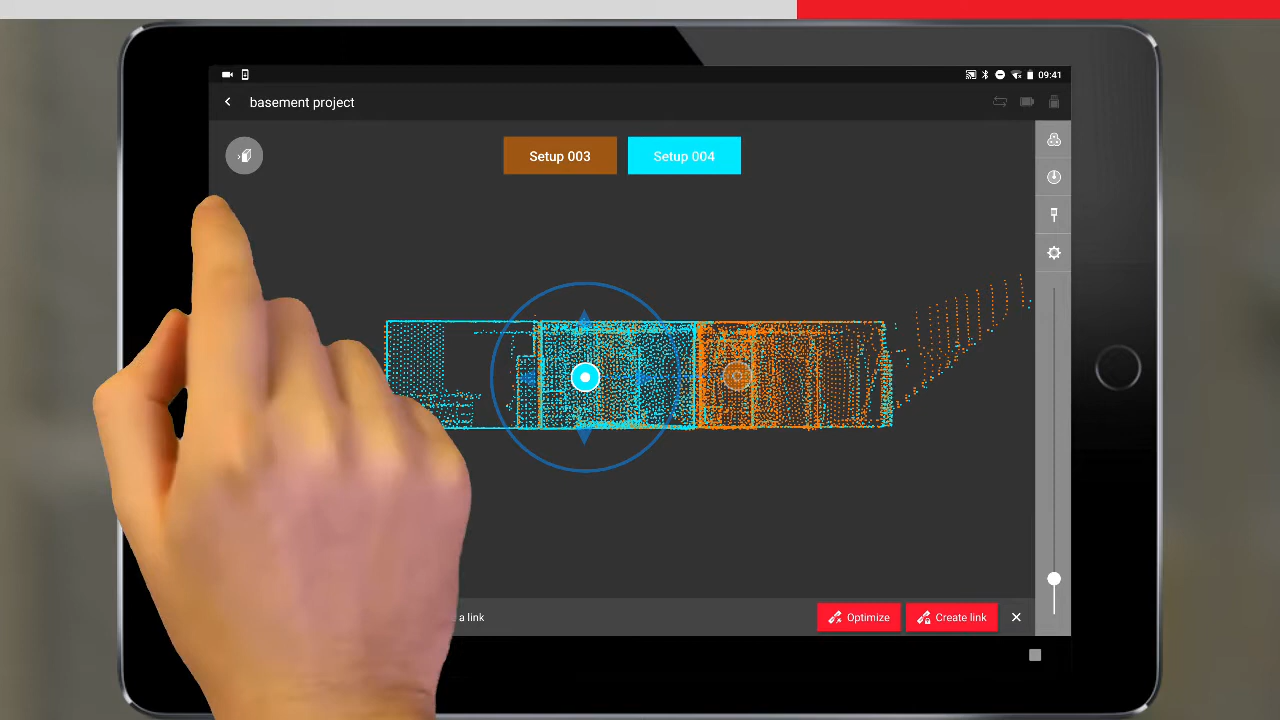 09:41
basement project
Setup 003
Setup 004
a link
Optimize
Create link